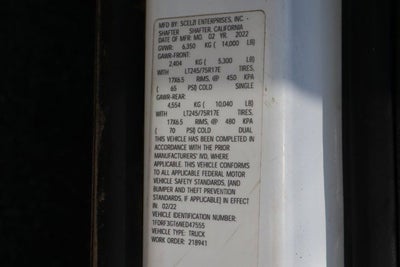 MFD BY: SCELZI ENTERPRISES, INC.
SHAFTER SHAFTER, CALIFORNIA
DATE OF MFR MO. 02 YR. 2022
GVWR: 6,350 KG ( 14,000 LB)
GAWR-FRONT:
2,404 KG ( 5,300 LB)
WITH LT245/75R17E TIRES,
17X6.5 RIMS, @ 450 KPA
( 65 PSI) COLD SINGLE
GAWR-REAR:
4,554 KG ( 10,040 LB)
WITH LT245/75R17E TIRES,
17X6.5 RIMS, @ 480 KPA
( 70 PSI) COLD DUAL
THIS VEHICLE HAS BEEN COMPLETED IN
ACCORDANCE WITH THE PRIOR
MANUFACTURERS' IVD, WHERE
APPLICABLE. THIS VEHICLE CONFORMS
TO ALL APPLICABLE FEDERAL MOTOR
VEHICLE SAFETY STANDARDS, [AND
BUMPER AND THEFT PREVENTION
STANDARDS, IF APPLICABLE] IN EFFECT
IN: 02/22
VEHICLE IDENTIFICATION NUMBER:
1FDRF3GT6NED47555
VEHICLE TYPE: TRUCK
WORK ORDER: 218941